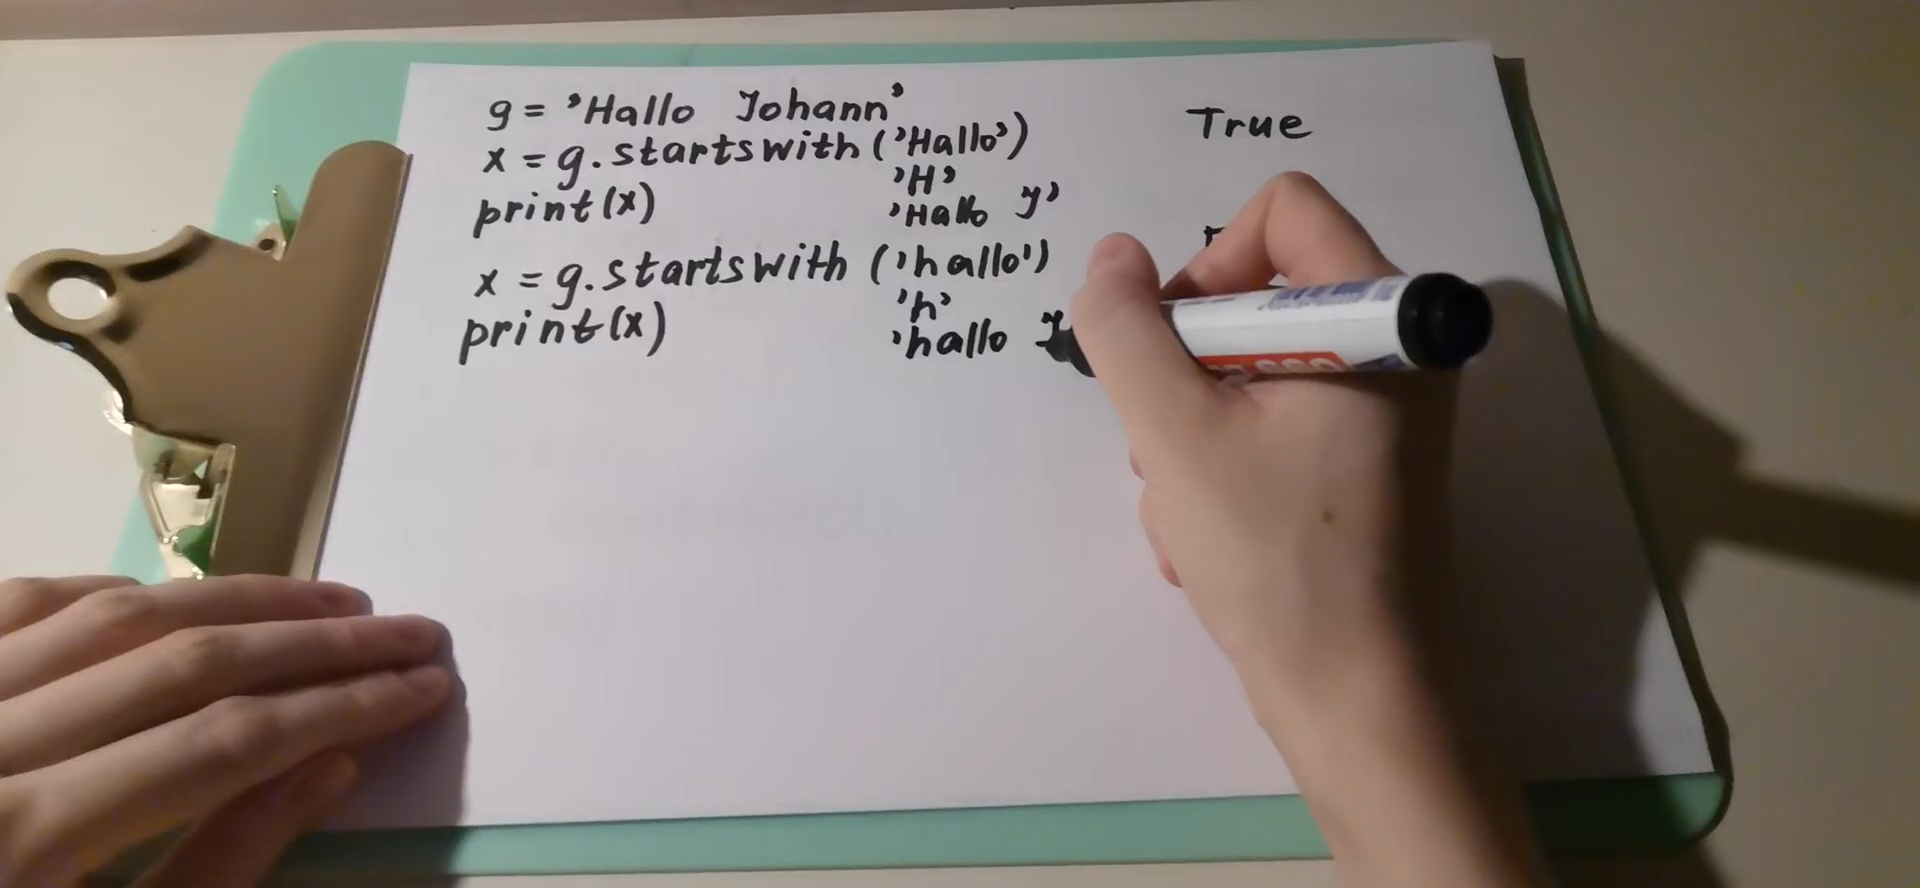 g = 'Hallo Johann'
x = g.startswith('Hallo')
'H'
'Hallo J'
print(x)
True
x = g.startswith('hallo')
'h'
'hallo J
print(x)